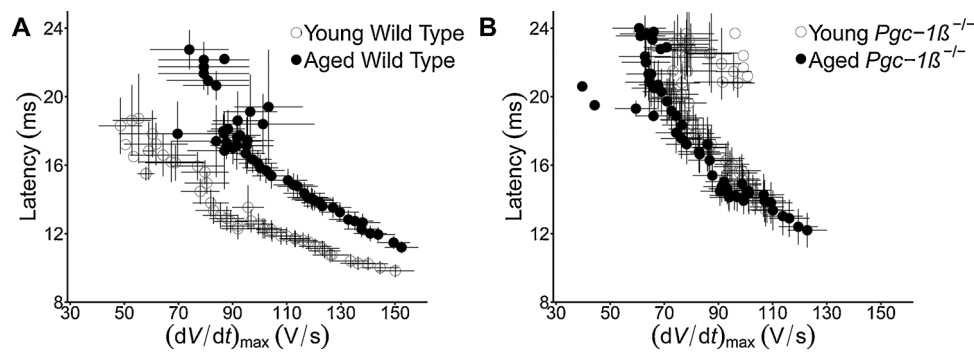 A
○ Young Wild Type
● Aged Wild Type
Latency (ms)
24
20
16
12
8
30 50 70 90 110 130 150
(dV/dt)max (V/s)
B
○ Young Pgc−1ß−/−
● Aged Pgc−1ß−/−
Latency (ms)
24
20
16
12
8
30 50 70 90 110 130 150
(dV/dt)max (V/s)